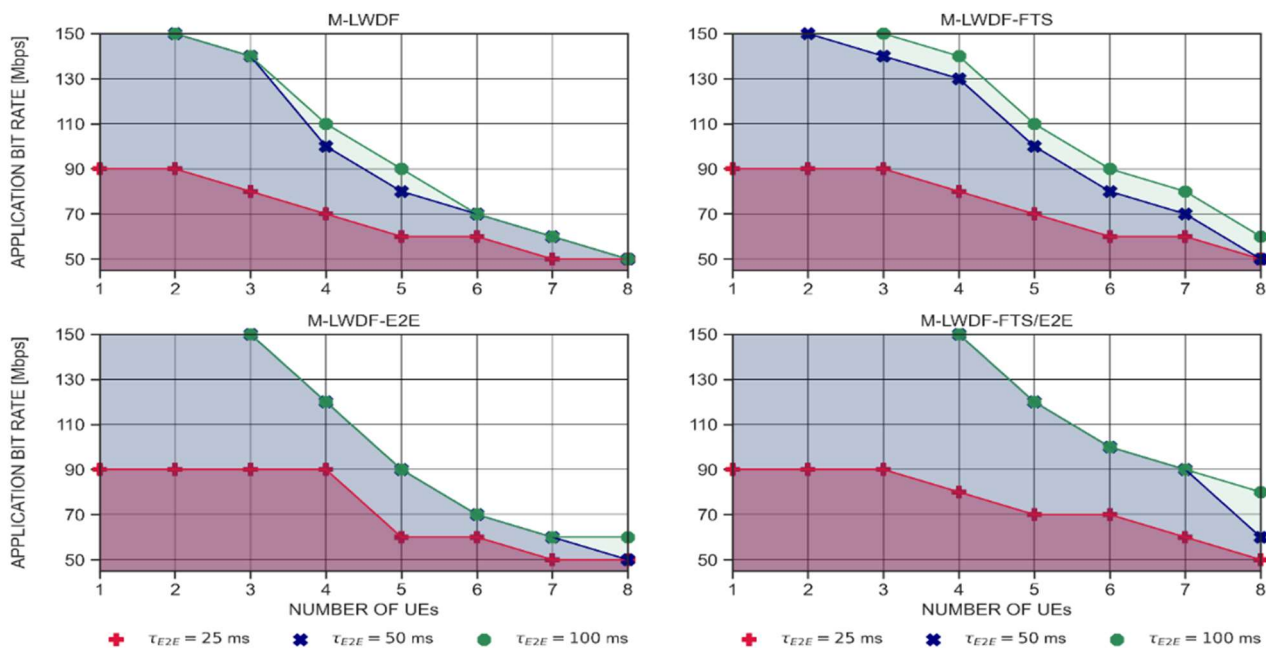 M-LWDF
APPLICATION BIT RATE [Mbps]
150
130
110
90
70
50
1 2 3 4 5 6 7 8
M-LWDF-FTS
APPLICATION BIT RATE [Mbps]
150
130
110
90
70
50
1 2 3 4 5 6 7 8
M-LWDF-E2E
APPLICATION BIT RATE [Mbps]
150
130
110
90
70
50
1 2 3 4 5 6 7 8
NUMBER OF UEs
M-LWDF-FTS/E2E
150
130
110
90
70
50
1 2 3 4 5 6 7 8
NUMBER OF UEs
τE2E = 25 ms τE2E = 50 ms τE2E = 100 ms
τE2E = 25 ms τE2E = 50 ms τE2E = 100 ms